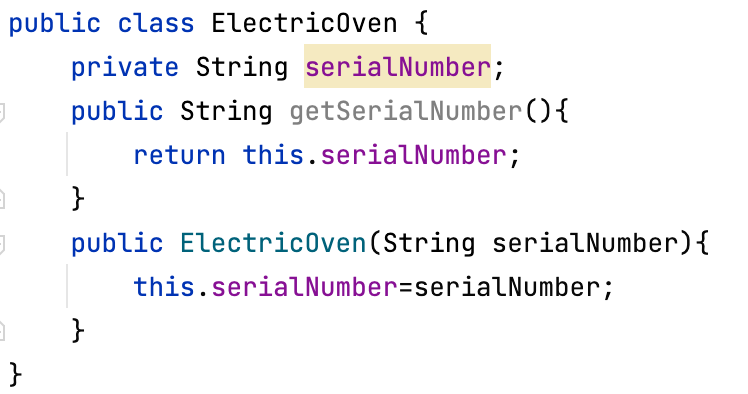 public class ElectricOven {
    private String serialNumber;
    public String getSerialNumber(){
        return this.serialNumber;
    }
    public ElectricOven(String serialNumber){
        this.serialNumber=serialNumber;
    }
}